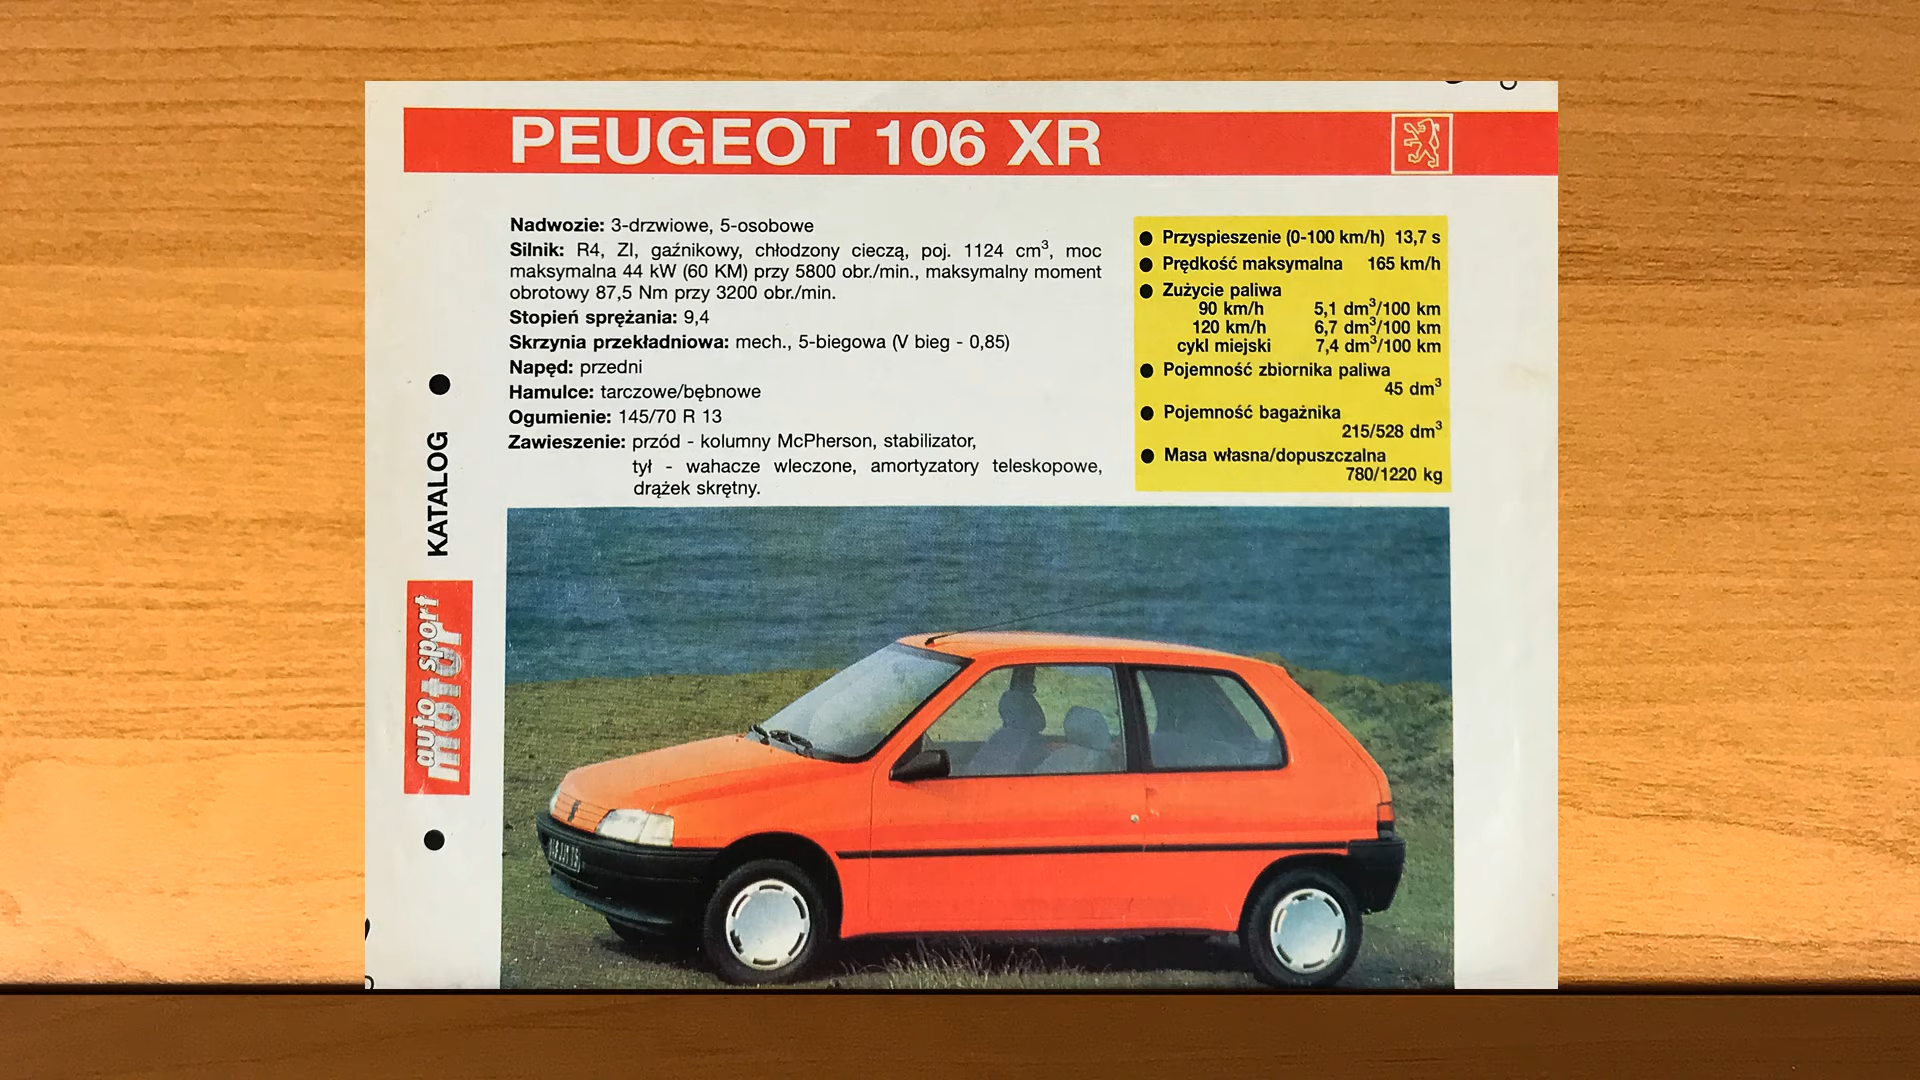 PEUGEOT 106 XR
Nadwozie: 3-drzwiowe, 5-osobowe
Silnik: R4, ZI, gaźnikowy, chłodzony cieczą, poj. 1124 cm³, moc
maksymalna 44 kW (60 KM) przy 5800 obr./min., maksymalny moment
obrotowy 87,5 Nm przy 3200 obr./min.
Stopień sprężania: 9,4
Skrzynia przekładniowa: mech., 5-biegowa (V bieg - 0,85)
Napęd: przedni
Hamulce: tarczowe/bębnowe
Ogumienie: 145/70 R 13
Zawieszenie: przód - kolumny McPherson, stabilizator,
tył - wahacze wleczone, amortyzatory teleskopowe,
drążek skrętny.
● Przyspieszenie (0-100 km/h) 13,7 s
● Prędkość maksymalna 165 km/h
● Zużycie paliwa
90 km/h 5,1 dm³/100 km
120 km/h 6,7 dm³/100 km
cykl miejski 7,4 dm³/100 km
● Pojemność zbiornika paliwa
45 dm³
● Pojemność bagażnika
215/528 dm³
● Masa własna/dopuszczalna
780/1220 kg
KATALOG
auto sport
motor